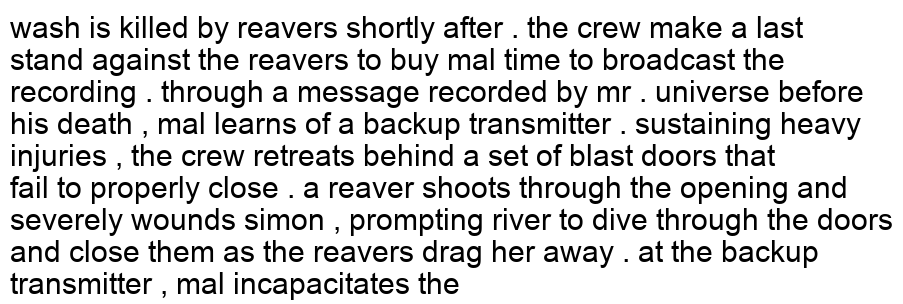 wash is killed by reavers shortly after . the crew make a last
stand against the reavers to buy mal time to broadcast the
recording . through a message recorded by mr . universe before
his death , mal learns of a backup transmitter . sustaining heavy
injuries , the crew retreats behind a set of blast doors that
fail to properly close . a reaver shoots through the opening and
severely wounds simon , prompting river to dive through the doors
and close them as the reavers drag her away . at the backup
transmitter , mal incapacitates the